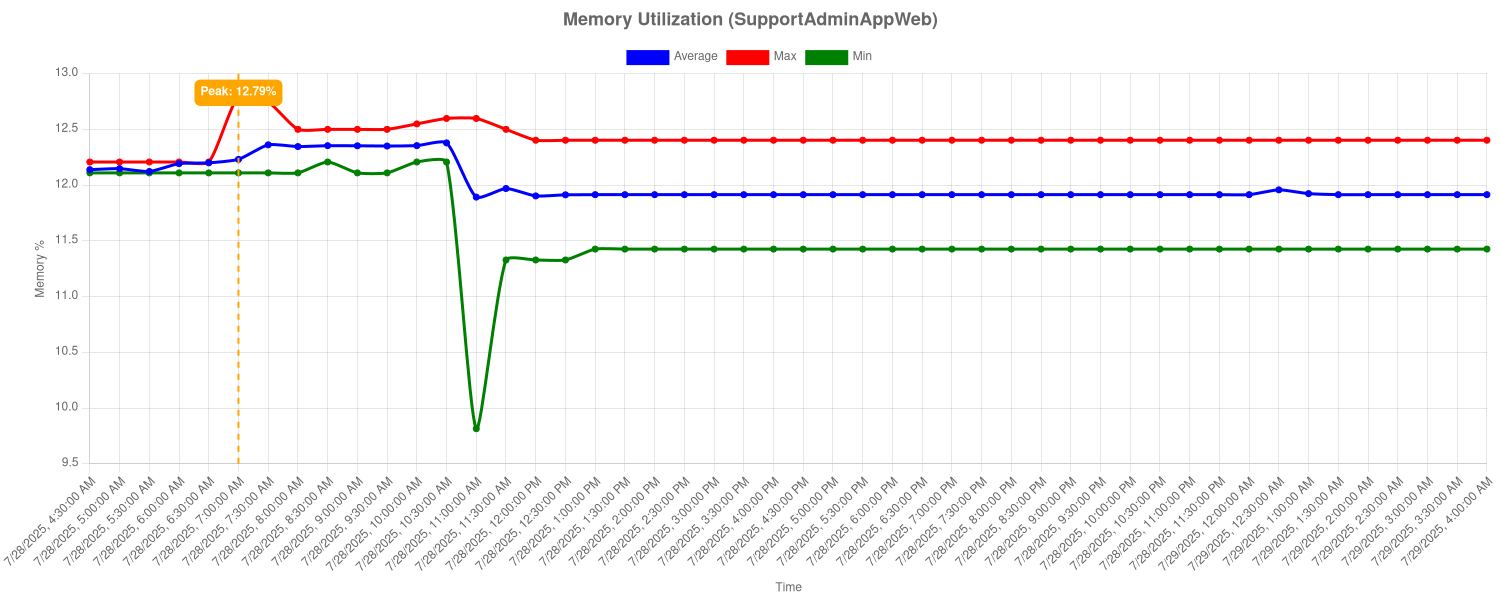 Memory Utilization (SupportAdminAppWeb)
Average Max Min
Peak: 12.79%
13.0
12.5
12.0
11.5
11.0
10.5
10.0
9.5
Memory %
7/28/2025, 4:30:00 AM
7/28/2025, 5:00:00 AM
7/28/2025, 5:30:00 AM
7/28/2025, 6:00:00 AM
7/28/2025, 6:30:00 AM
7/28/2025, 7:00:00 AM
7/28/2025, 7:30:00 AM
7/28/2025, 8:00:00 AM
7/28/2025, 8:30:00 AM
7/28/2025, 9:00:00 AM
7/28/2025, 9:30:00 AM
7/28/2025, 10:00:00 AM
7/28/2025, 10:30:00 AM
7/28/2025, 11:00:00 AM
7/28/2025, 11:30:00 AM
7/28/2025, 12:00:00 PM
7/28/2025, 12:30:00 PM
7/28/2025, 1:00:00 PM
7/28/2025, 1:30:00 PM
7/28/2025, 2:00:00 PM
7/28/2025, 2:30:00 PM
7/28/2025, 3:00:00 PM
7/28/2025, 3:30:00 PM
7/28/2025, 4:00:00 PM
7/28/2025, 4:30:00 PM
7/28/2025, 5:00:00 PM
7/28/2025, 5:30:00 PM
7/28/2025, 6:00:00 PM
7/28/2025, 6:30:00 PM
7/28/2025, 7:00:00 PM
7/28/2025, 7:30:00 PM
7/28/2025, 8:00:00 PM
7/28/2025, 8:30:00 PM
7/28/2025, 9:00:00 PM
7/28/2025, 9:30:00 PM
7/28/2025, 10:00:00 PM
7/28/2025, 10:30:00 PM
7/28/2025, 11:00:00 PM
7/28/2025, 11:30:00 PM
7/29/2025, 12:00:00 AM
7/29/2025, 12:30:00 AM
7/29/2025, 1:00:00 AM
7/29/2025, 1:30:00 AM
7/29/2025, 2:00:00 AM
7/29/2025, 2:30:00 AM
7/29/2025, 3:00:00 AM
7/29/2025, 3:30:00 AM
7/29/2025, 4:00:00 AM
Time